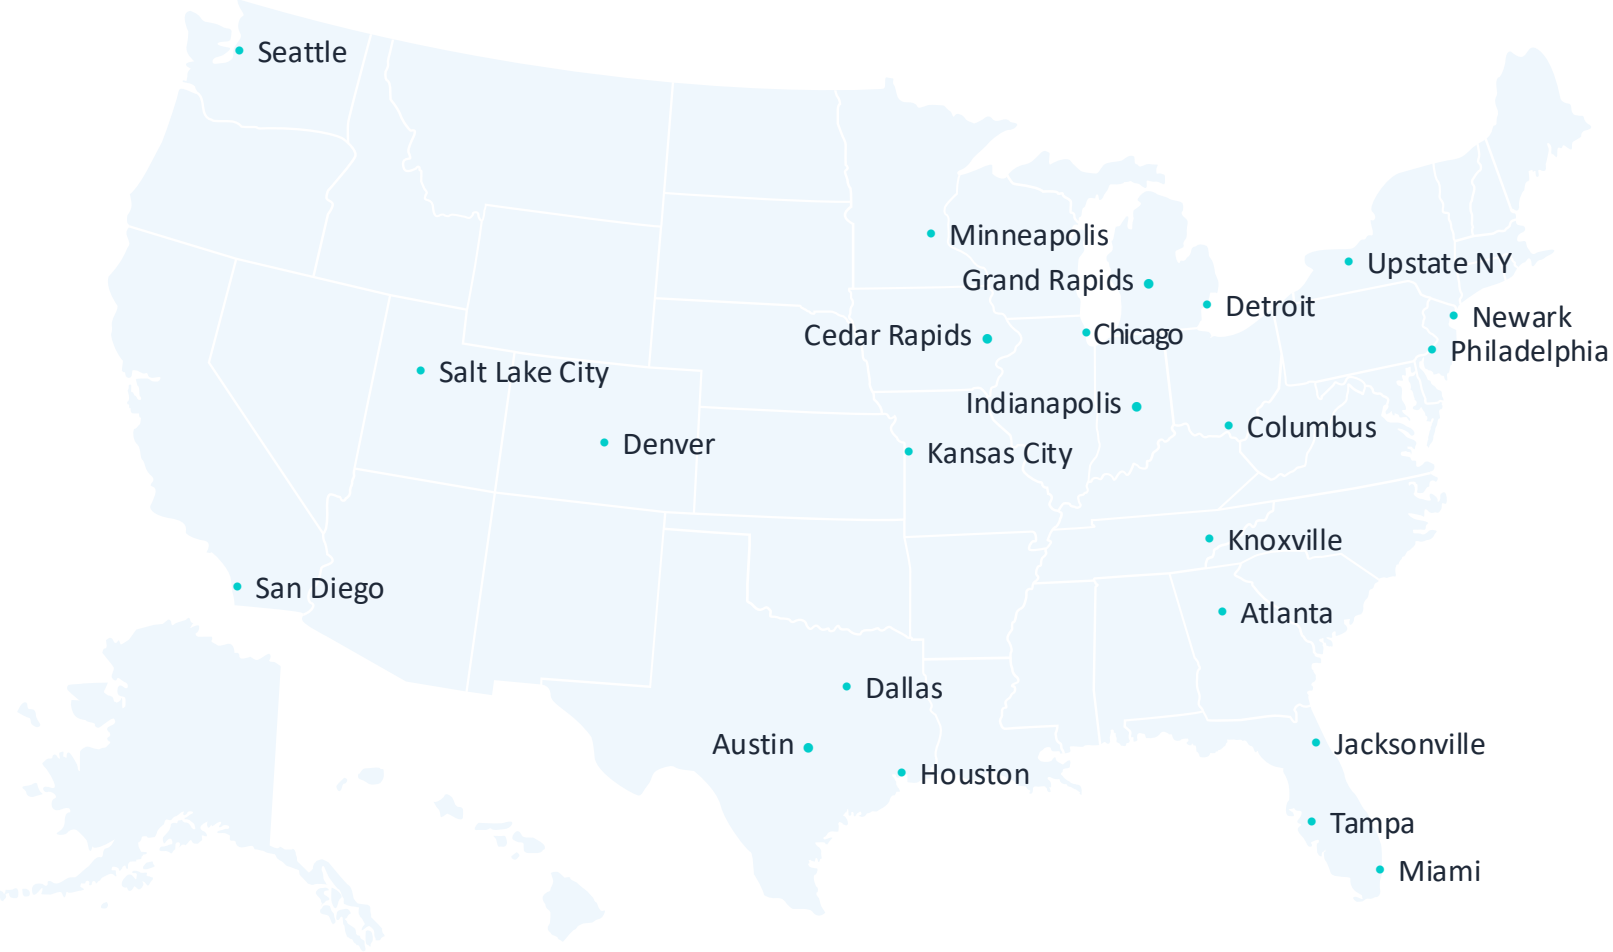 Seattle
Minneapolis
Upstate NY
Grand Rapids
Detroit
Newark
Cedar Rapids
Chicago
Philadelphia
Salt Lake City
Indianapolis
Columbus
Denver
Kansas City
Knoxville
San Diego
Atlanta
Dallas
Austin
Jacksonville
Houston
Tampa
Miami